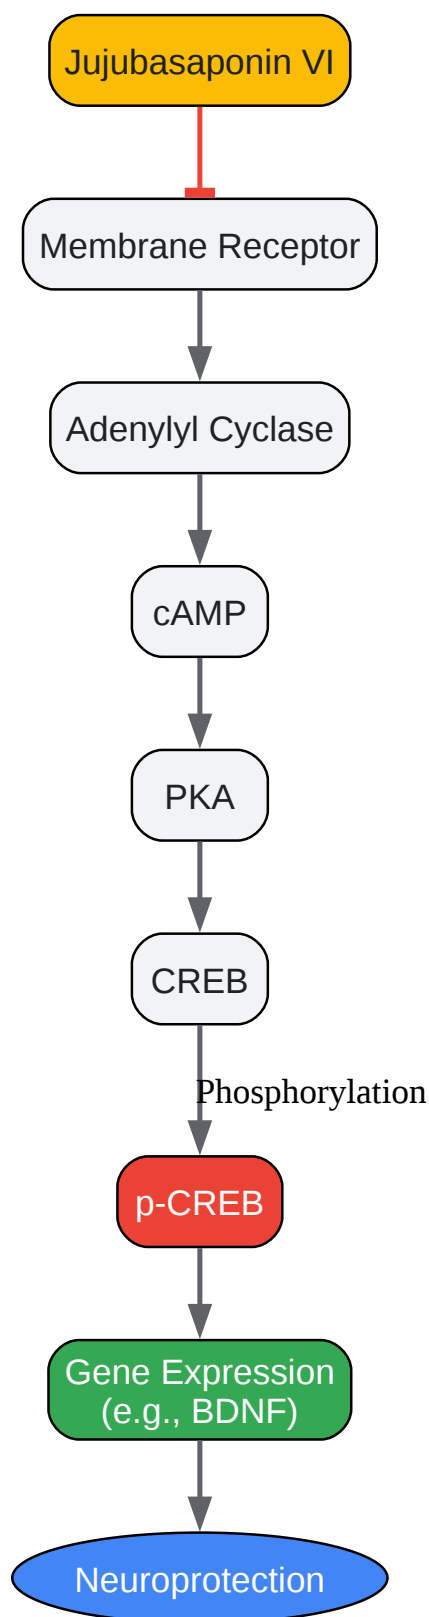 Jujubasaponin VI
Membrane Receptor
Adenylyl Cyclase
cAMP
PKA
CREB
Phosphorylation
p-CREB
Gene Expression
(e.g., BDNF)
Neuroprotection